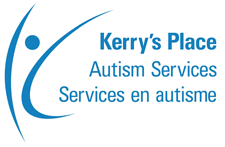 Kerry's Place
Autism Services
Services en autisme